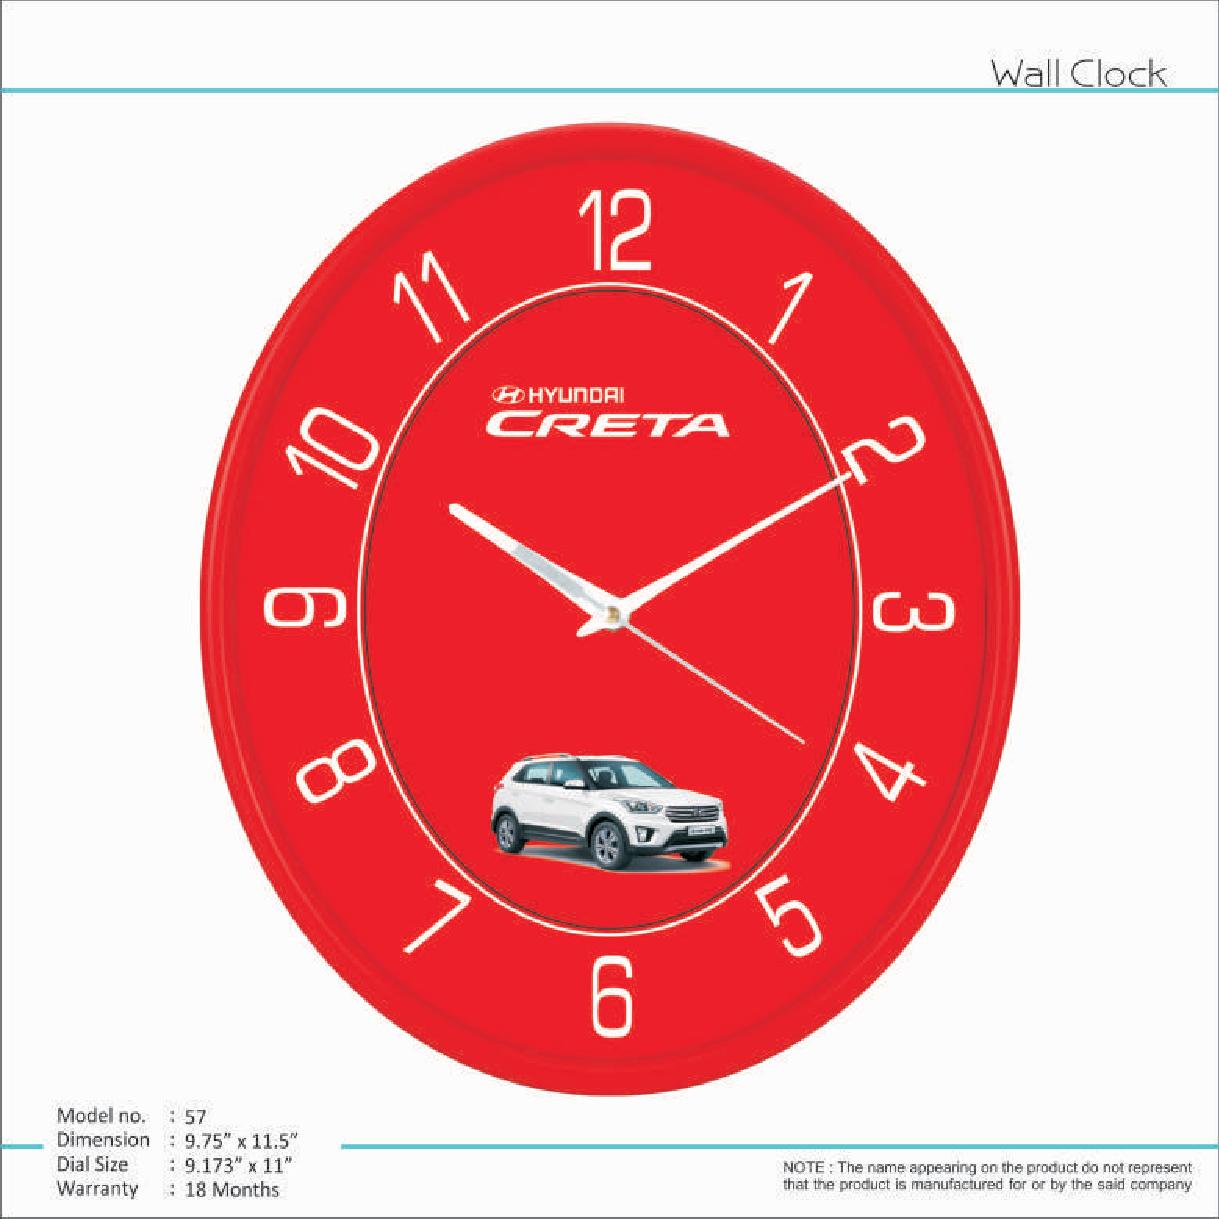 Wall Clock
12
11
1
HYUNDAI
CRETA
10
2
9
3
8
4
7
5
6
Model no. : 57
Dimension : 9.75” x 11.5”
Dial Size : 9.173” x 11”
Warranty : 18 Months
NOTE : The name appearing on the product do not represent
that the product is manufactured for or by the said company